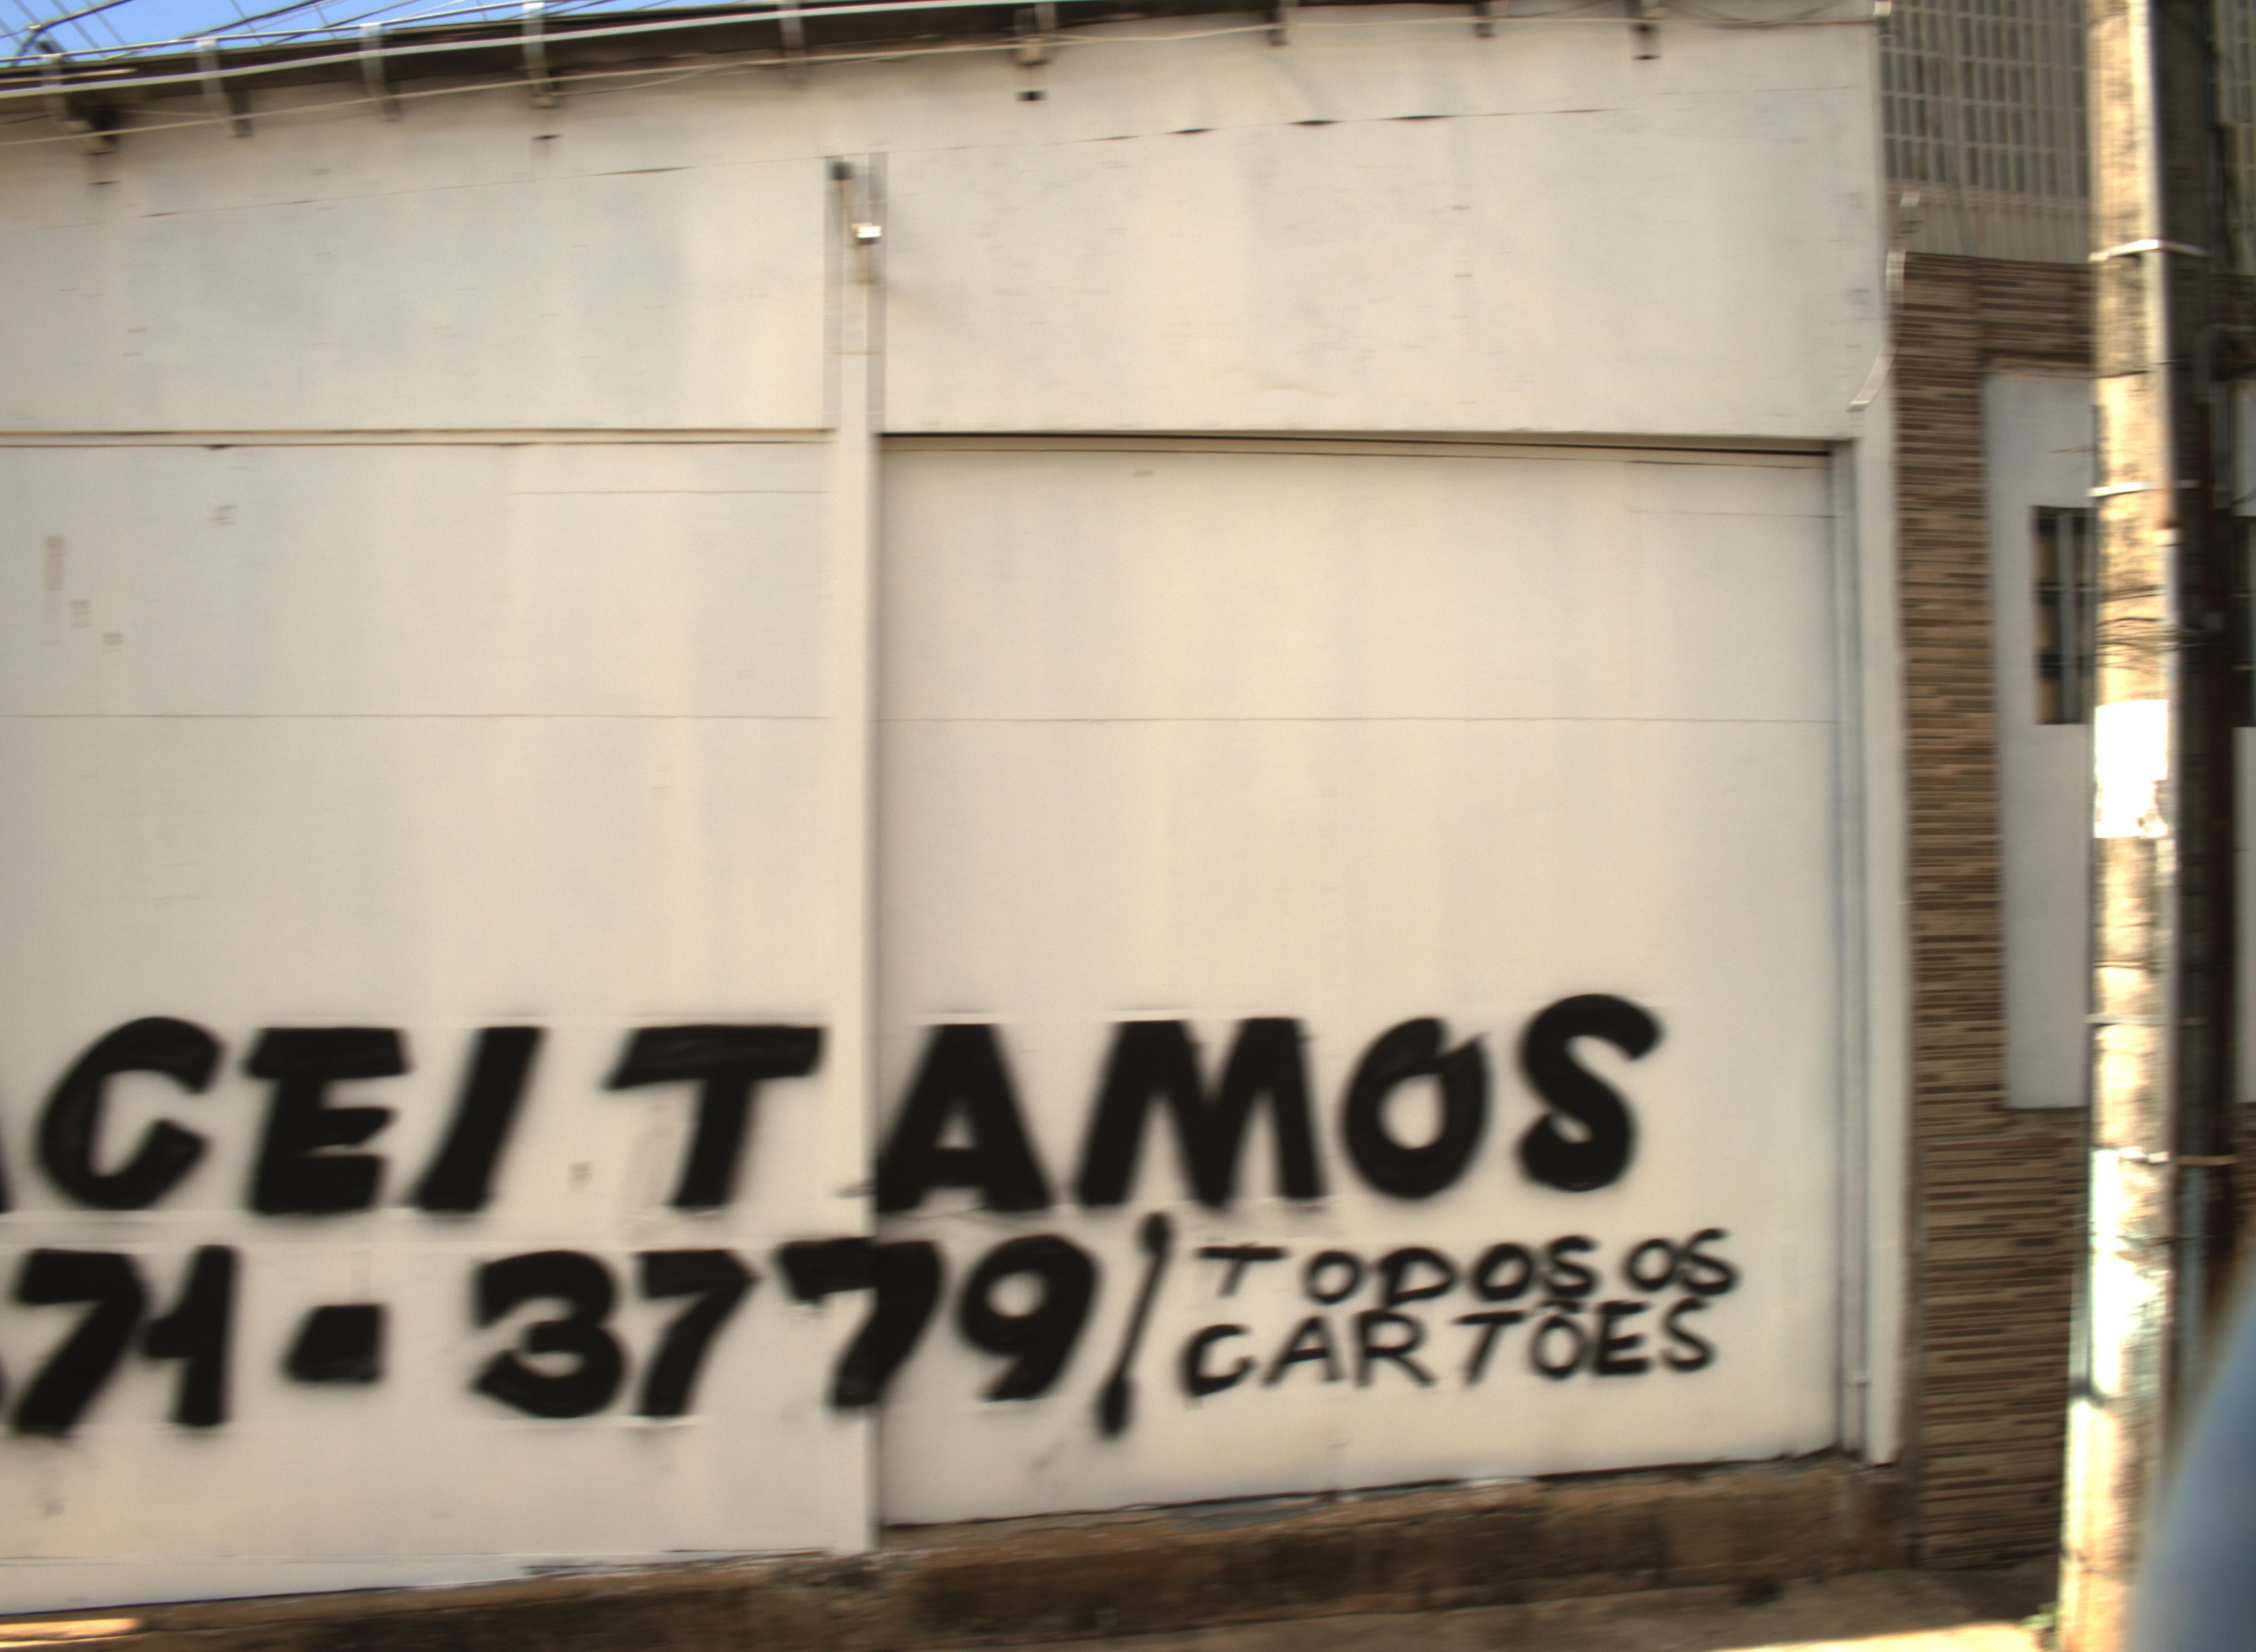 ACEITAMOS
71-3779/
TODOS OS
CARTÕES